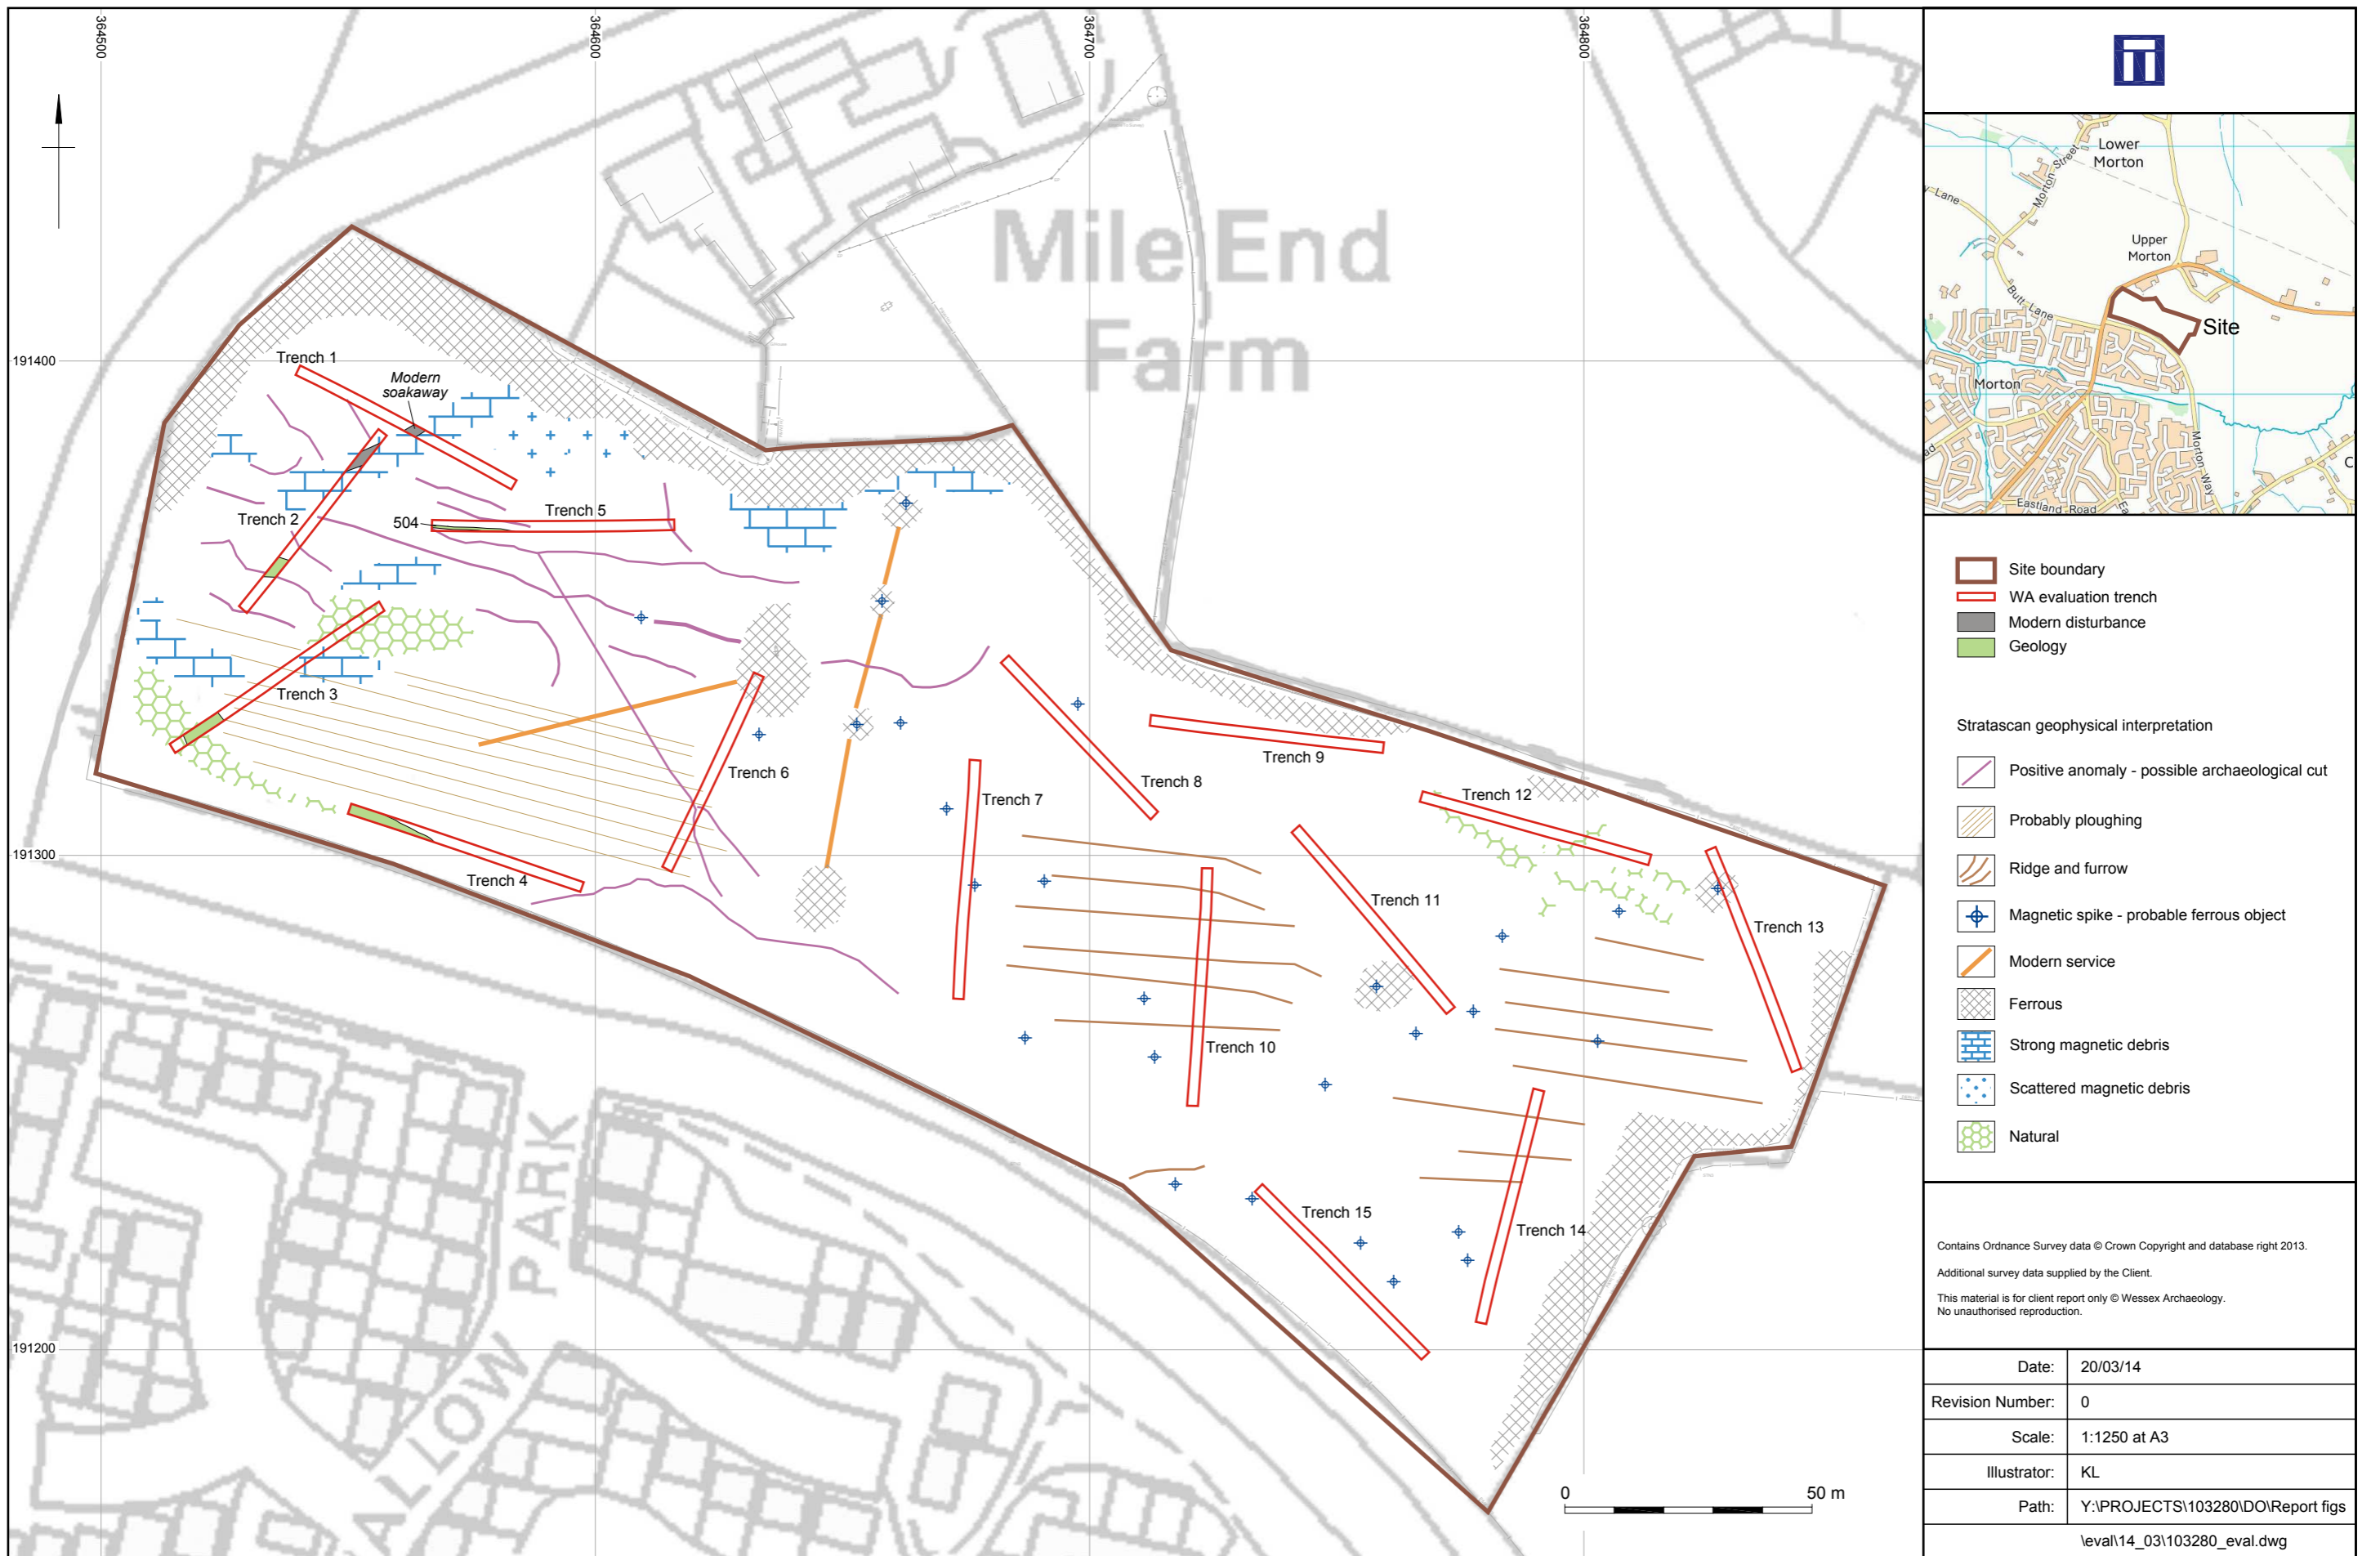 364500
364600
364700
364800
191400
191300
191200
Mile End
Farm
Trench 1
Modern
soakaway
Trench 2
504
Trench 5
Trench 3
Trench 4
Trench 6
Trench 7
Trench 8
Trench 9
Trench 12
Trench 11
Trench 13
Trench 10
Trench 15
Trench 14
PARK
ALLOW
0
50 m
Lower
Morton
Morton Street
Lane
Upper
Morton
Butt Lane
Site
Morton
Morton Way
Eastland Road
Site boundary
WA evaluation trench
Modern disturbance
Geology
Stratascan geophysical interpretation
Positive anomaly - possible archaeological cut
Probably ploughing
Ridge and furrow
Magnetic spike - probable ferrous object
Modern service
Ferrous
Strong magnetic debris
Scattered magnetic debris
Natural
Contains Ordnance Survey data © Crown Copyright and database right 2013.
Additional survey data supplied by the Client.
This material is for client report only © Wessex Archaeology.
No unauthorised reproduction.
Date: 20/03/14
Revision Number: 0
Scale: 1:1250 at A3
Illustrator: KL
Path: Y:\PROJECTS\103280\DO\Report figs
\eval\14_03\103280_eval.dwg